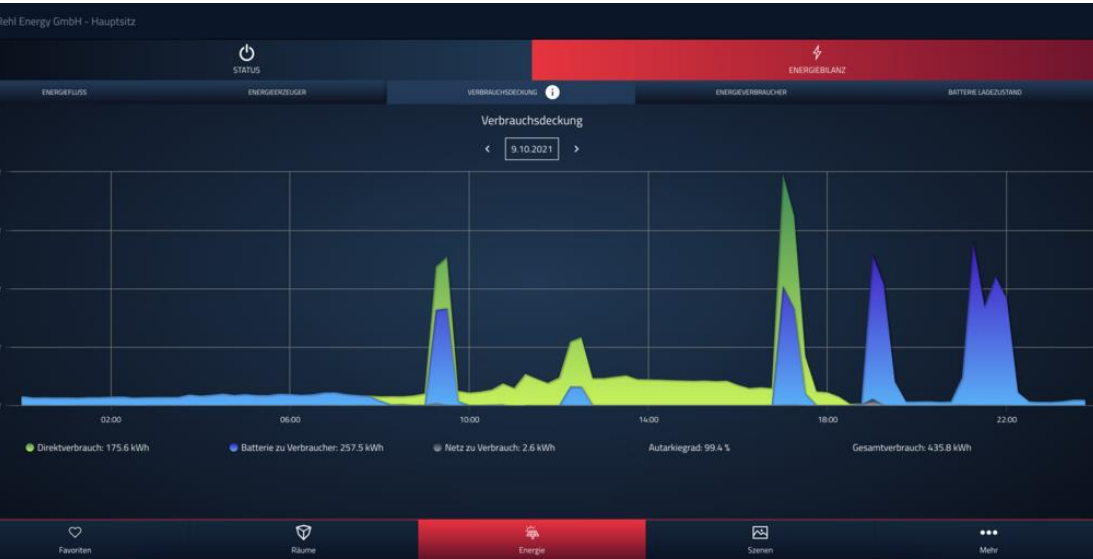 Rehl Energy GmbH - Hauptsitz
STATUS
ENERGIEBILANZ
ENERGIEFLUSS
ENERGIEERZEUGER
VERBRAUCHSDECKUNG i
ENERGIEVERBRAUCHER
BATTERIE LADEZUSTAND
Verbrauchsdeckung
< 9.10.2021 >
02:00 06:00 10:00 14:00 18:00 22:00
Direktverbrauch: 175.6 kWh
Batterie zu Verbraucher: 257.5 kWh
Netz zu Verbrauch: 2.6 kWh
Autarkiegrad: 99.4 %
Gesamtverbrauch: 435.8 kWh
Favoriten
Räume
Energie
Szenen
Mehr